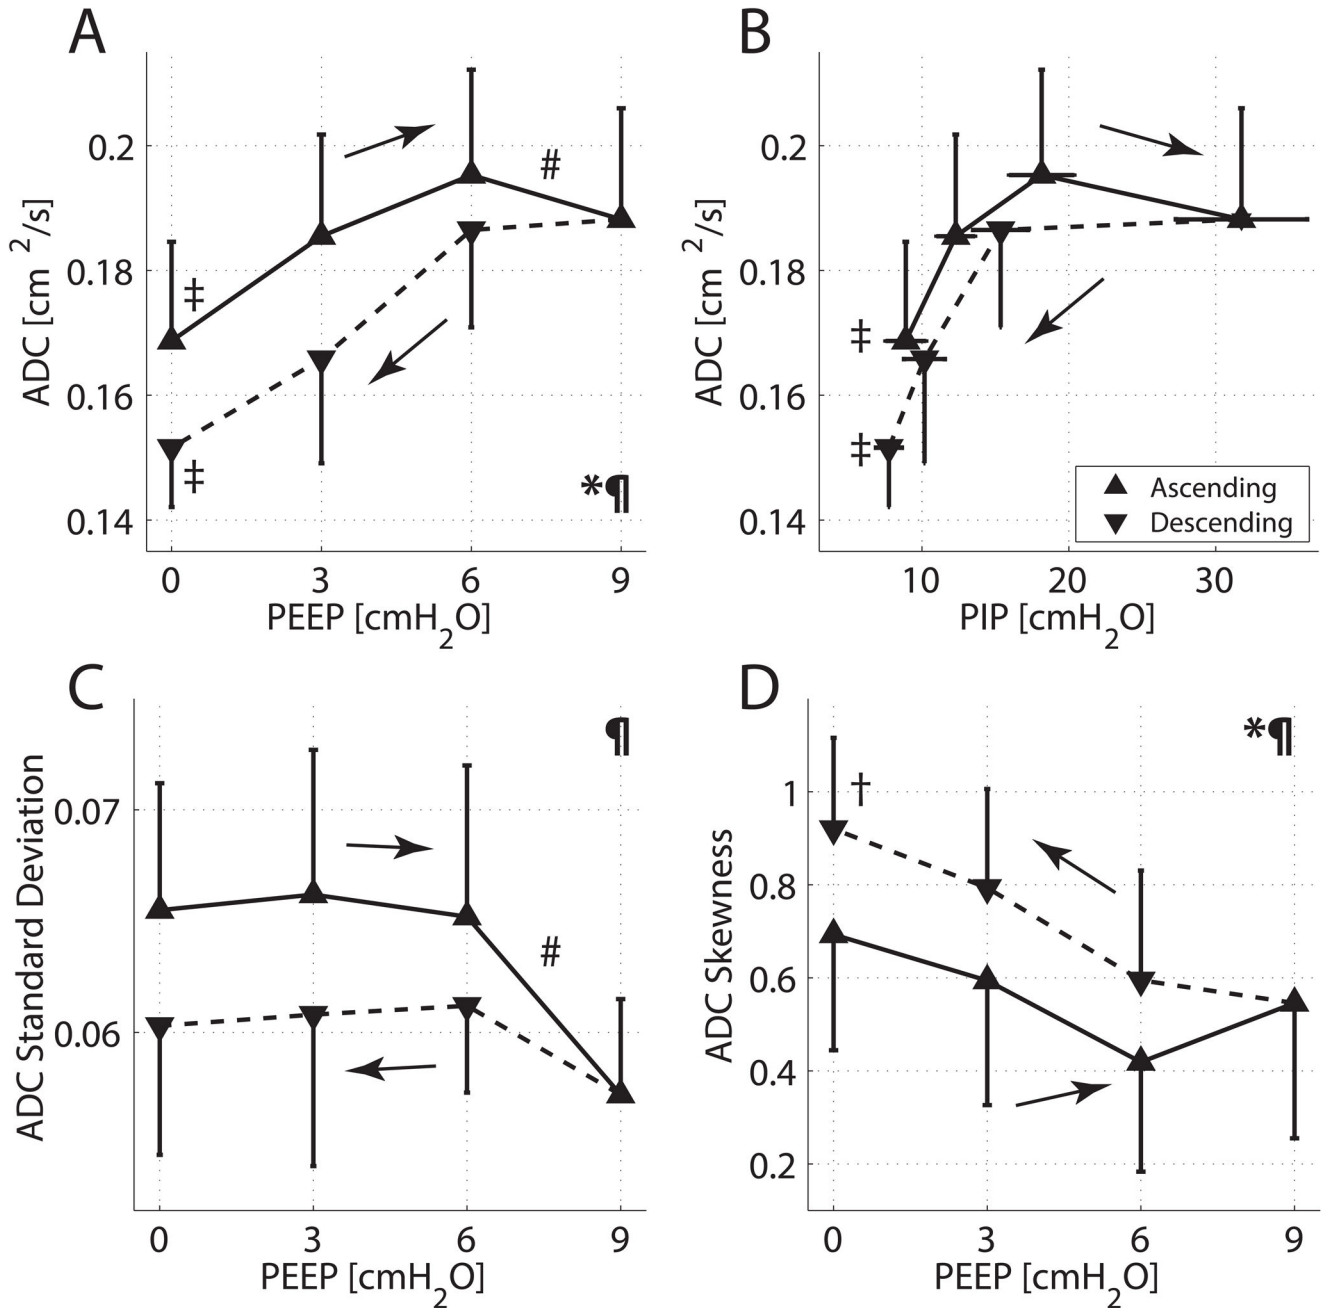 A
ADC [cm ²/s]
0.2
0.18
0.16
0.14
#
‡
‡
*¶
0 3 6 9
PEEP [cmH₂O]
B
ADC [cm ²/s]
0.2
0.18
0.16
0.14
‡
‡
Ascending
Descending
10 20 30
PIP [cmH₂O]
C
ADC Standard Deviation
¶
0.07
#
0.06
0 3 6 9
PEEP [cmH₂O]
D
ADC Skewness
*¶
1
†
0.8
0.6
0.4
0.2
0 3 6 9
PEEP [cmH₂O]